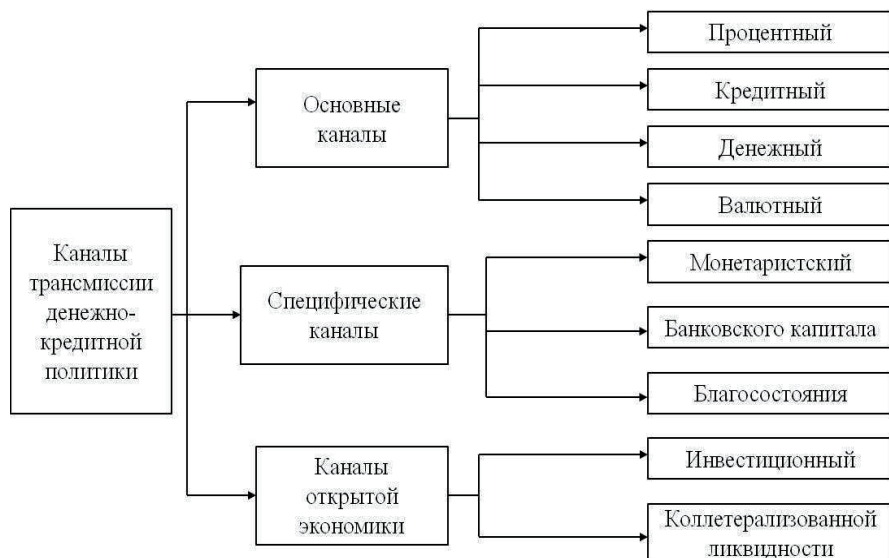 Каналы
трансмиссии
денежно-
кредитной
политики
Основные
каналы
Процентный
Кредитный
Денежный
Валютный
Специфические
каналы
Монетаристский
Банковского капитала
Благосостояния
Каналы
открытой
экономики
Инвестиционный
Коллетерализованной
ликвидности